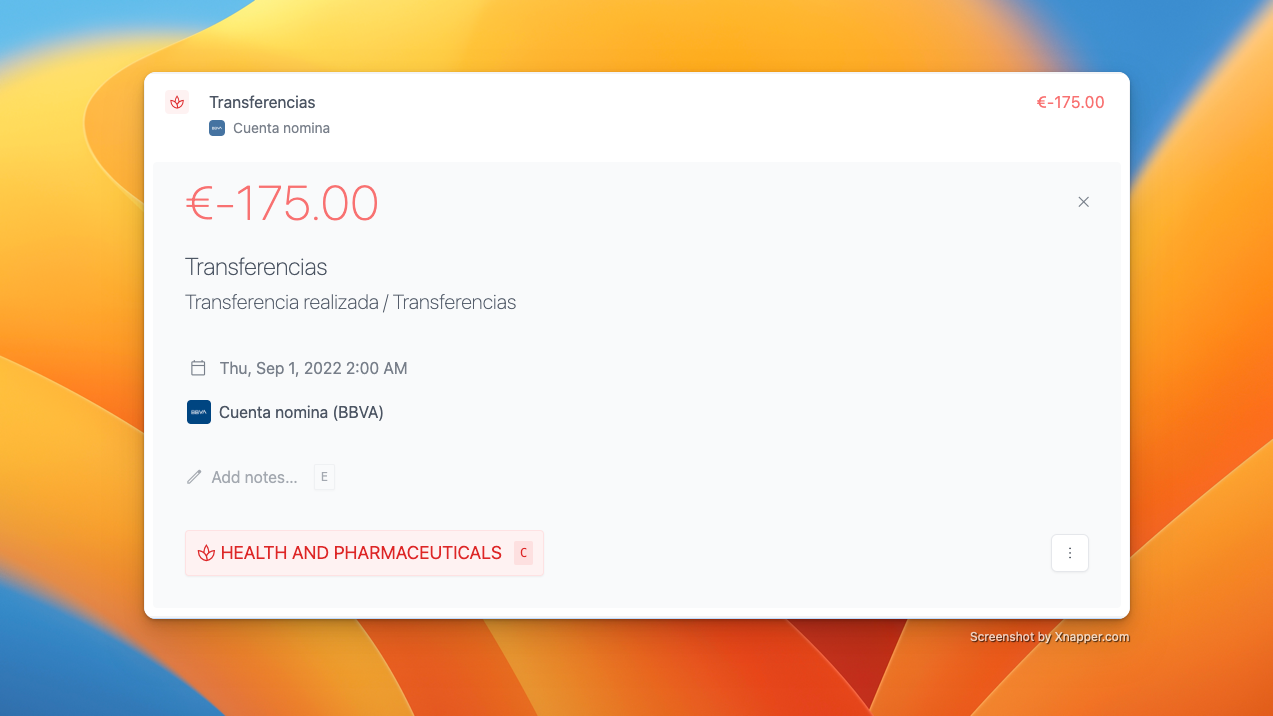 Transferencias
€-175.00
BBVA Cuenta nomina
€-175.00
Transferencias
Transferencia realizada / Transferencias
Thu, Sep 1, 2022 2:00 AM
BBVA Cuenta nomina (BBVA)
Add notes... E
HEALTH AND PHARMACEUTICALS C
Screenshot by Xnapper.com